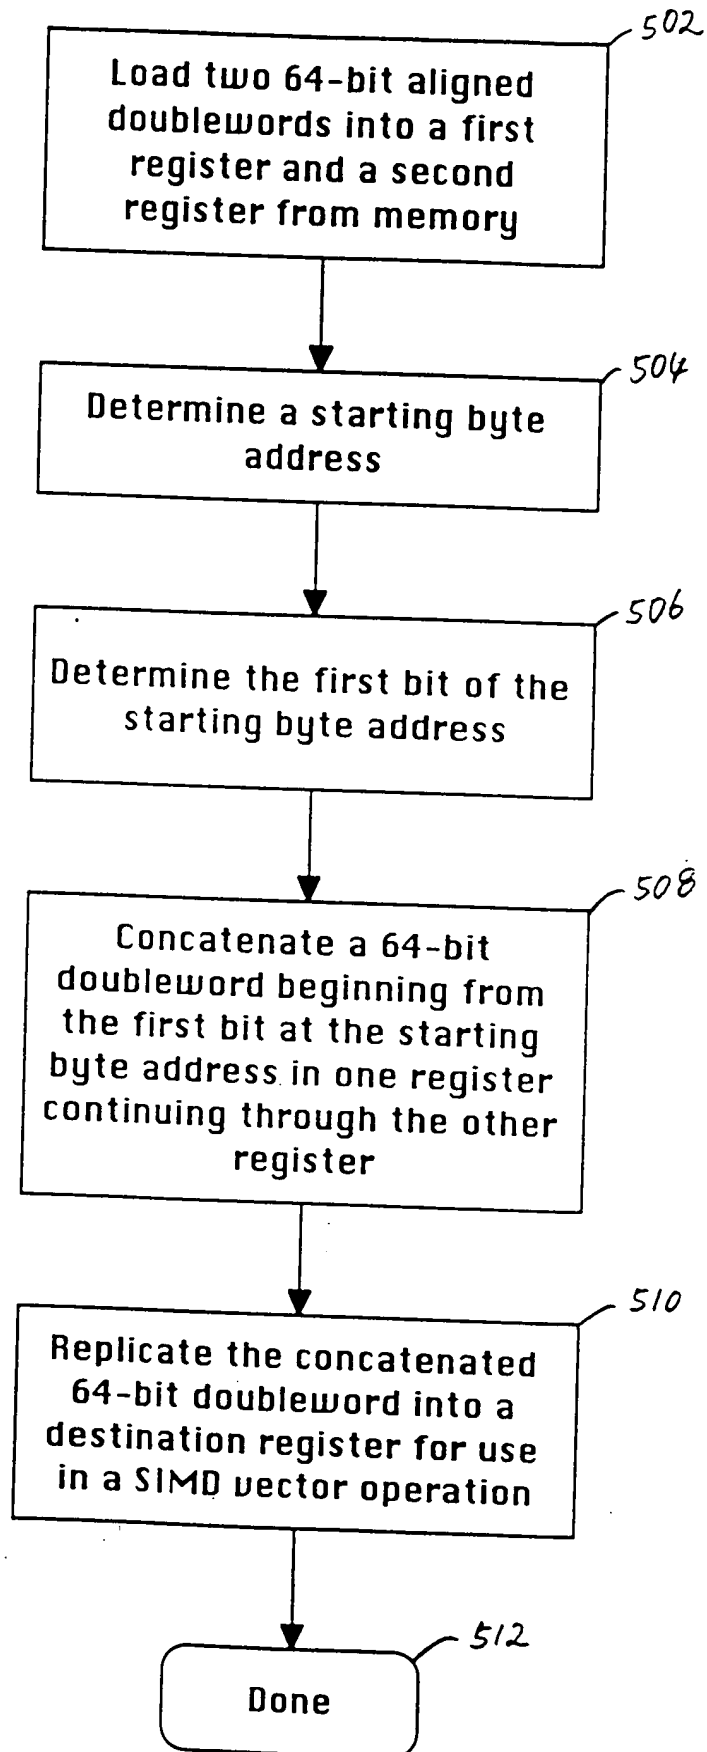 502
Load two 64-bit aligned
doublewords into a first
register and a second
register from memory
504
Determine a starting byte
address
506
Determine the first bit of the
starting byte address
508
Concatenate a 64-bit
doubleword beginning from
the first bit at the starting
byte address in one register
continuing through the other
register
510
Replicate the concatenated
64-bit doubleword into a
destination register for use
in a SIMD vector operation
512
Done